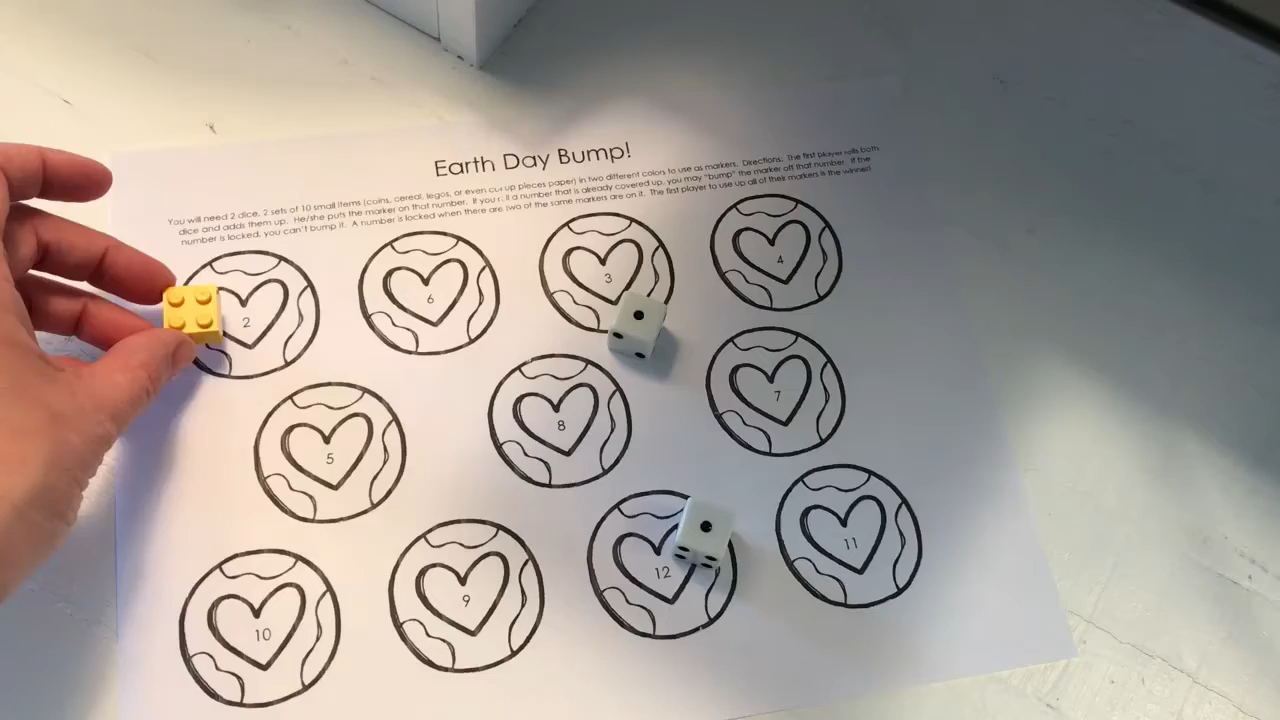 Earth Day Bump!
You will need 2 dice, 2 sets of 10 small items (coins, cereal, legos, or even cut up pieces paper) in two different colors to use as markers. Directions: The first player rolls both
dice and adds them up. He/she puts the marker on that number. If you roll a number that is already covered up, you may "bump" the marker off that number. If the
number is locked, you can't bump it. A number is locked when there are two of the same markers are on it. The first player to use up all of their markers is the winner!
2
6
3
4
5
8
7
10
9
12
11